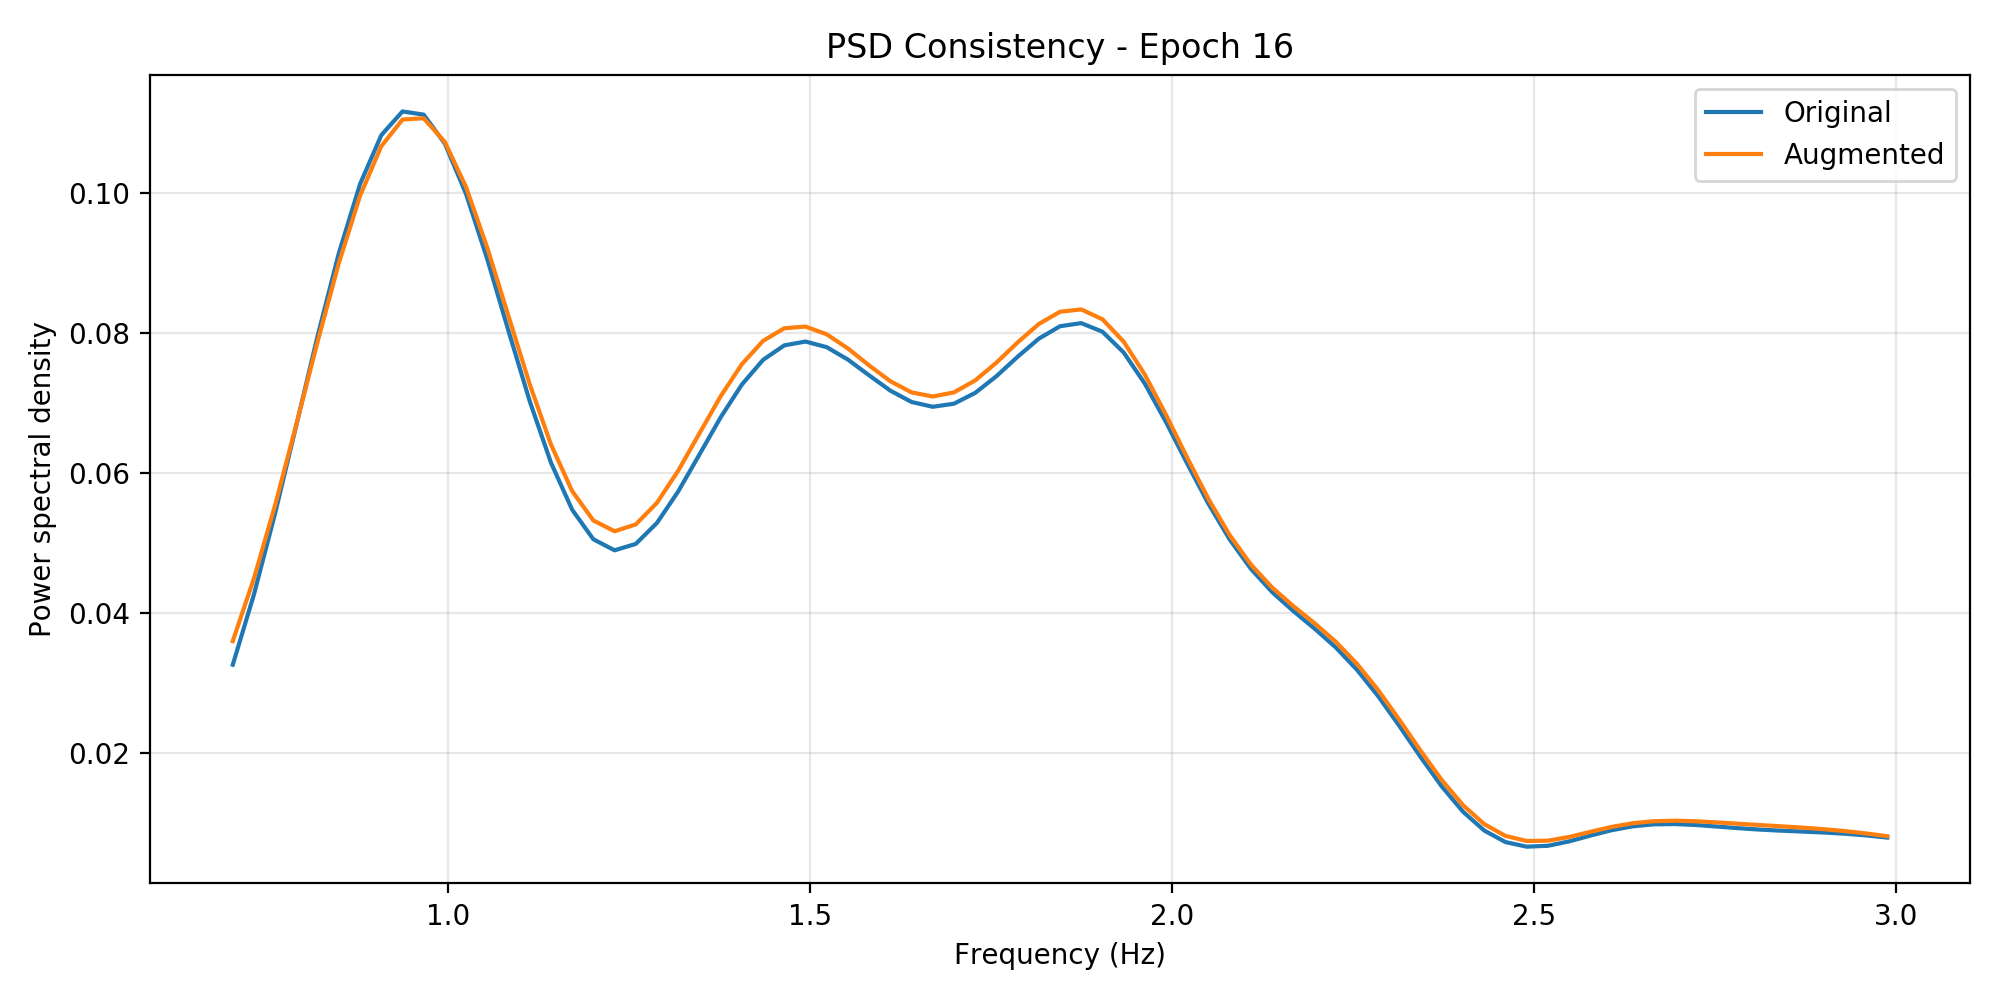 PSD Consistency - Epoch 16
Original
Augmented
Power spectral density
0.10
0.08
0.06
0.04
0.02
1.0
1.5
2.0
2.5
3.0
Frequency (Hz)